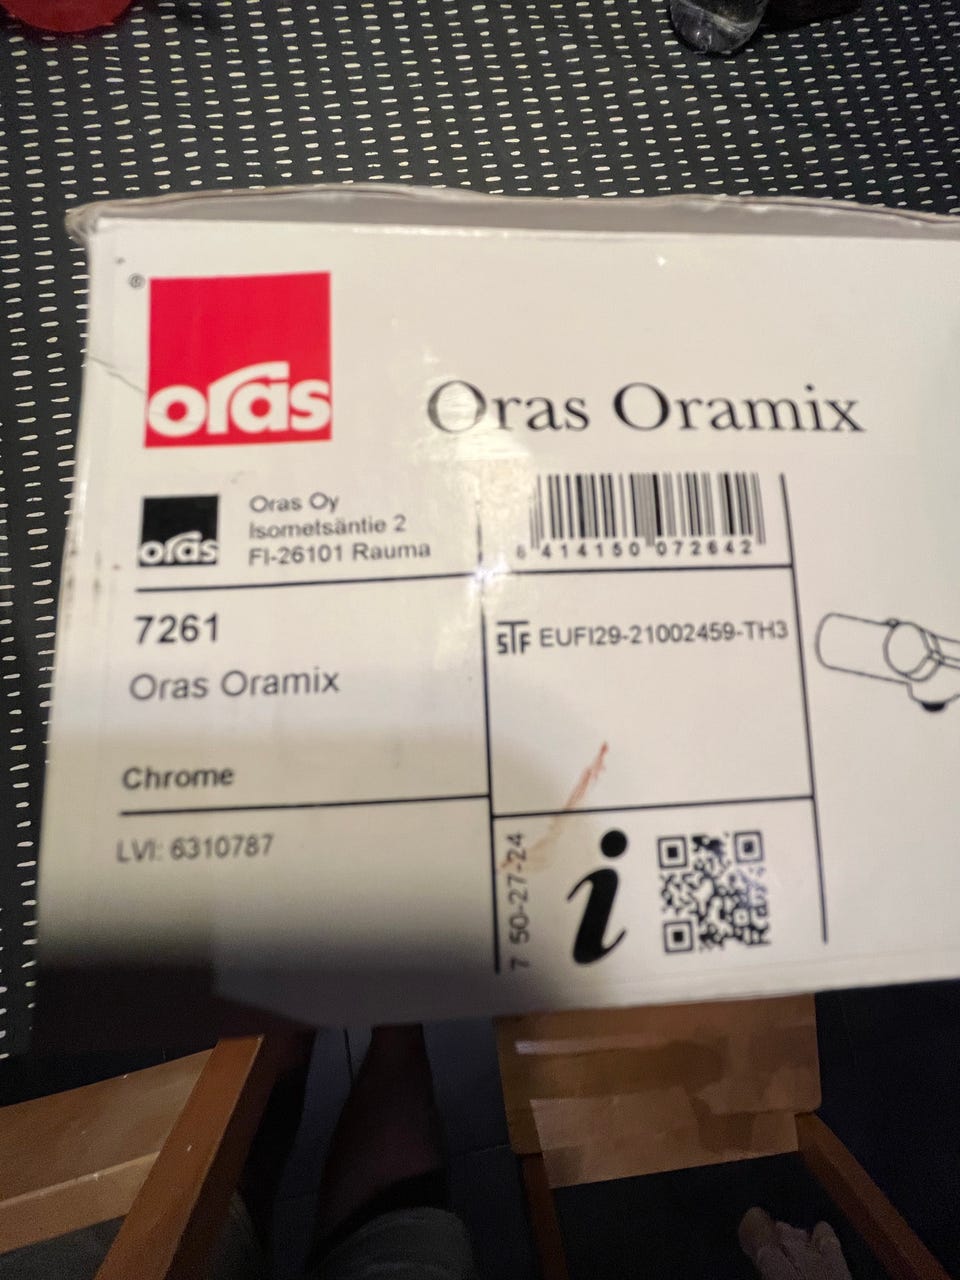 ®
oras
Oras Oramix
oras
Oras Oy
Isometsäntie 2
FI-26101 Rauma
6 414150 072642
7261
Oras Oramix
Chrome
STF EUFI29-21002459-TH3
LVI: 6310787
7 50-27-24
i